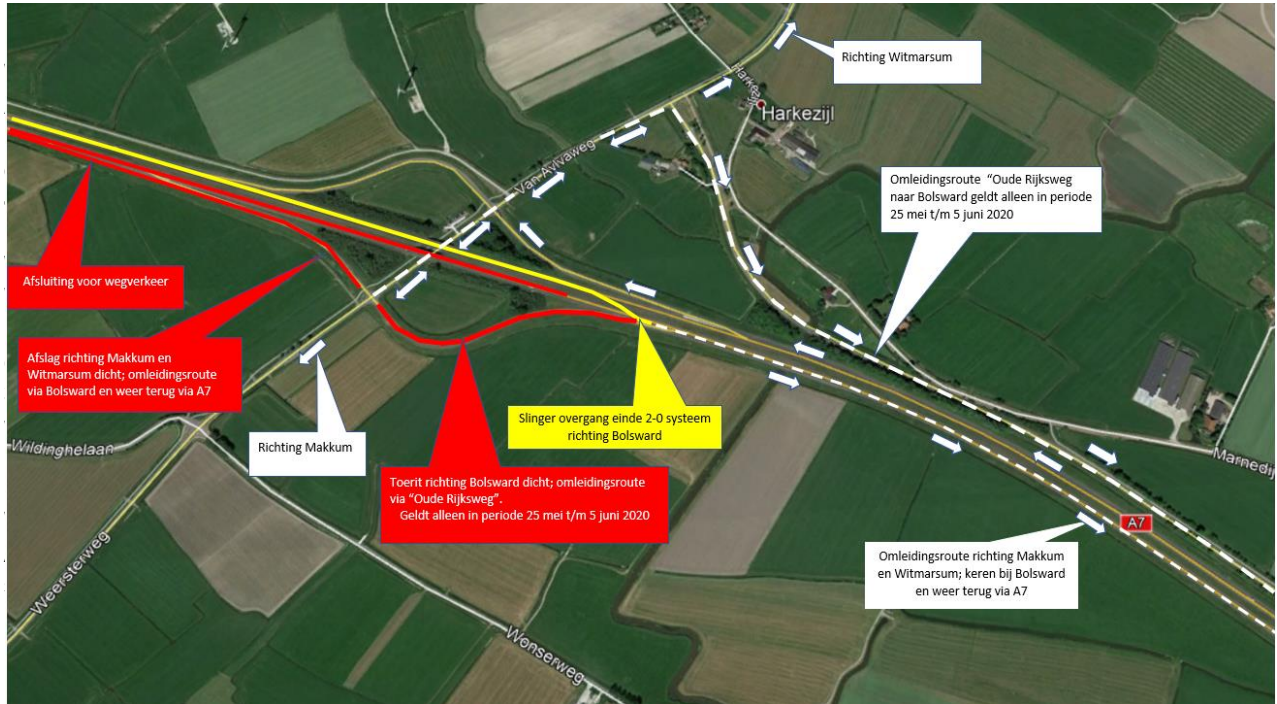 Richting Witmarsum
Harkezijl
Harkezijl
Van Avivaweg
Omleidingsroute "Oude Rijksweg
naar Bolsward geldt alleen in periode
25 mei t/m 5 juni 2020
Afsluiting voor wegverkeer
Afslag richting Makkum en
Witmarsum dicht; omleidingsroute
via Bolsward en weer terug via A7
Slinger overgang einde 2-0 systeem
richting Bolsward
Richting Makkum
Wildinghelaan
Toerit richting Bolsward dicht; omleidingsroute
via "Oude Rijksweg".
Geldt alleen in periode 25 mei t/m 5 juni 2020
Marnedij
A7
Omleidingsroute richting Makkum
en Witmarsum; keren bij Bolsward
en weer terug via A7
Weersterweg
Wonserweg